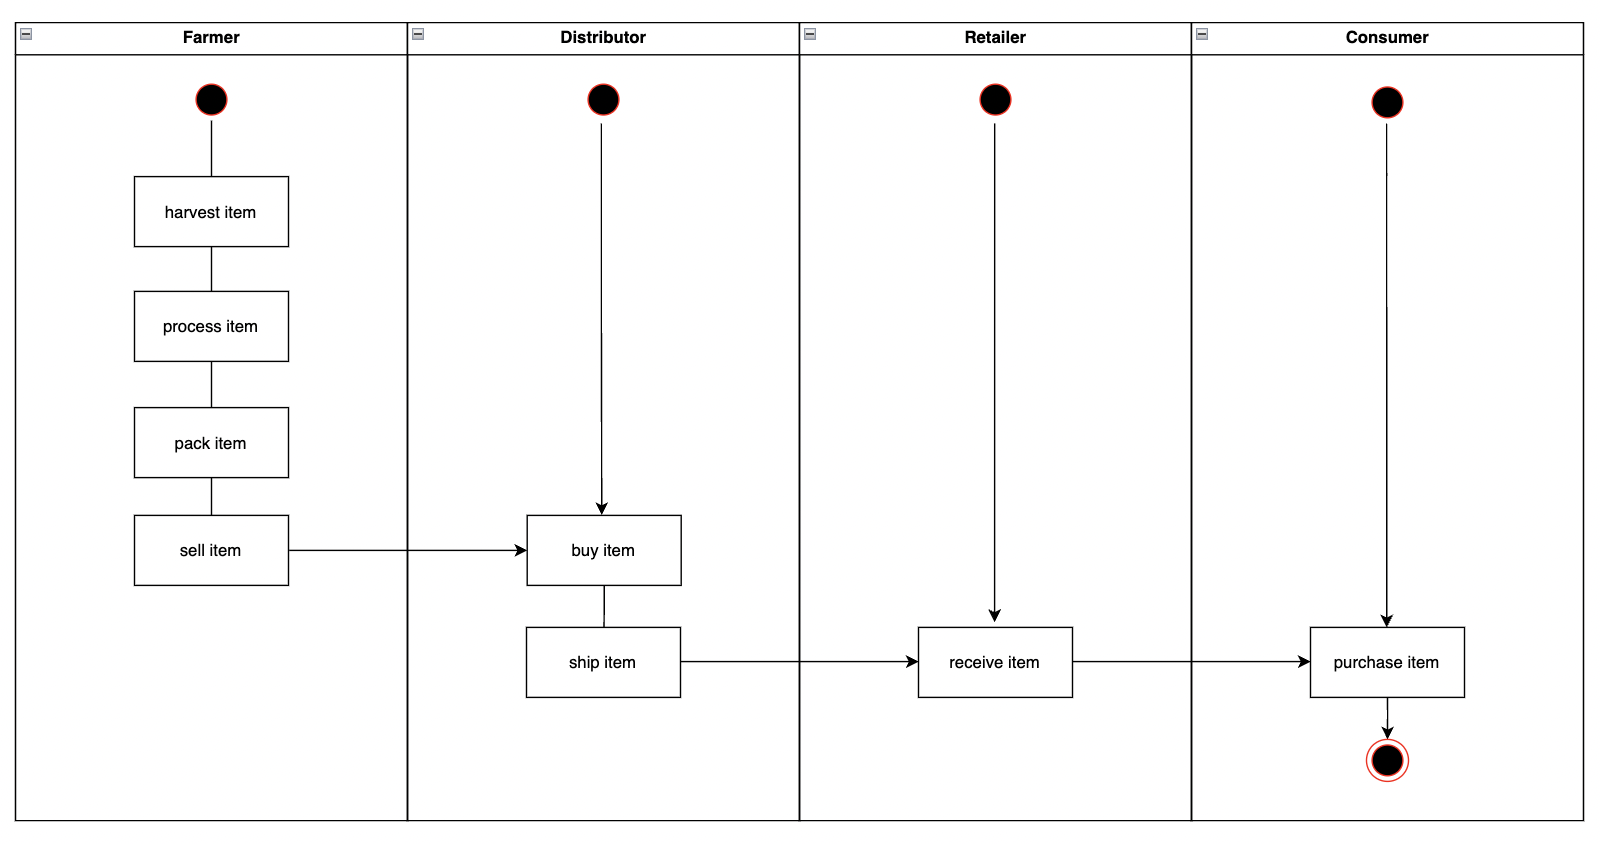 Farmer
Distributor
Retailer
Consumer
harvest item
process item
pack item
sell item
buy item
ship item
receive item
purchase item